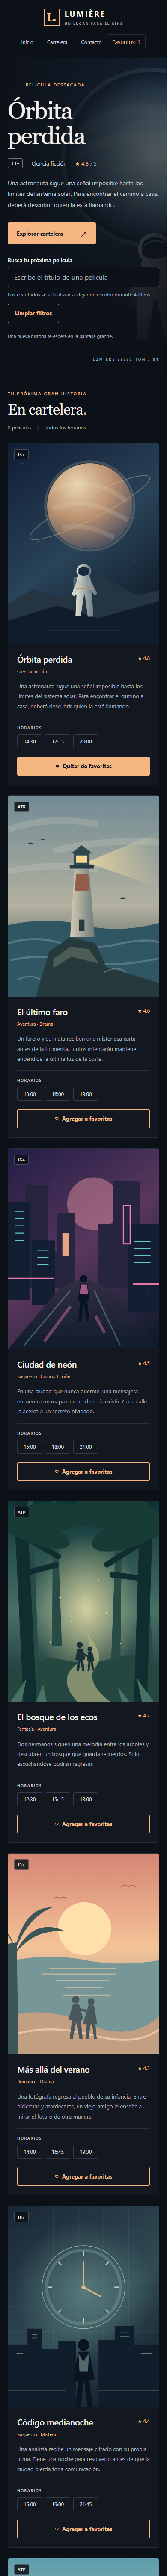 L
LUMIÈRE
UN LUGAR PARA EL CINE
Inicio Cartelera Contacto Favoritos: 1
PELÍCULA DESTACADA
Órbita
perdida
13+ Ciencia ficción ★ 4.8 / 5
Una astronauta sigue una señal imposible hasta los
límites del sistema solar. Para encontrar el camino a casa,
deberá descubrir quién la está llamando.
Explorar cartelera
Busca tu próxima película
Escribe el título de una película
Los resultados se actualizan al dejar de escribir durante 400 ms.
Limpiar filtros
Una nueva historia te espera en la pantalla grande.
LUMIÈRE SELECTION / 01
TU PRÓXIMA GRAN HISTORIA
En cartelera.
8 películas / Todos los horarios
13+
Órbita perdida ★ 4.8
Ciencia ficción
Una astronauta sigue una señal imposible hasta los
límites del sistema solar. Para encontrar el camino a
casa, deberá descubrir quién la está llamando.
HORARIOS
14:30 17:15 20:00
♥ Quitar de favoritas
ATP
El último faro ★ 4.6
Aventura · Drama
Un farero y su nieta reciben una misteriosa carta
antes de la tormenta. Juntos intentarán mantener
encendida la última luz de la costa.
HORARIOS
13:00 16:00 19:00
♡ Agregar a favoritas
16+
Ciudad de neón ★ 4.5
Suspenso · Ciencia ficción
En una ciudad que nunca duerme, una mensajera
encuentra un mapa que no debería existir. Cada calle
la acerca a un secreto olvidado.
HORARIOS
15:00 18:00 21:00
♡ Agregar a favoritas
ATP
El bosque de los ecos ★ 4.7
Fantasía · Aventura
Dos hermanos siguen una melodía entre los árboles y
descubren un bosque que guarda recuerdos. Solo
escuchándose podrán regresar.
HORARIOS
12:30 15:15 18:00
♡ Agregar a favoritas
13+
Más allá del verano ★ 4.3
Romance · Drama
Una fotógrafa regresa al pueblo de su infancia. Entre
bicicletas y atardeceres, un viejo amigo le enseña a
mirar el futuro de otra manera.
HORARIOS
14:00 16:45 19:30
♡ Agregar a favoritas
16+
Código medianoche ★ 4.4
Suspenso · Misterio
Una analista recibe un mensaje cifrado con su propia
firma. Tiene una noche para resolverlo antes de que la
ciudad pierda toda comunicación.
HORARIOS
16:00 19:00 21:45
♡ Agregar a favoritas
ATP